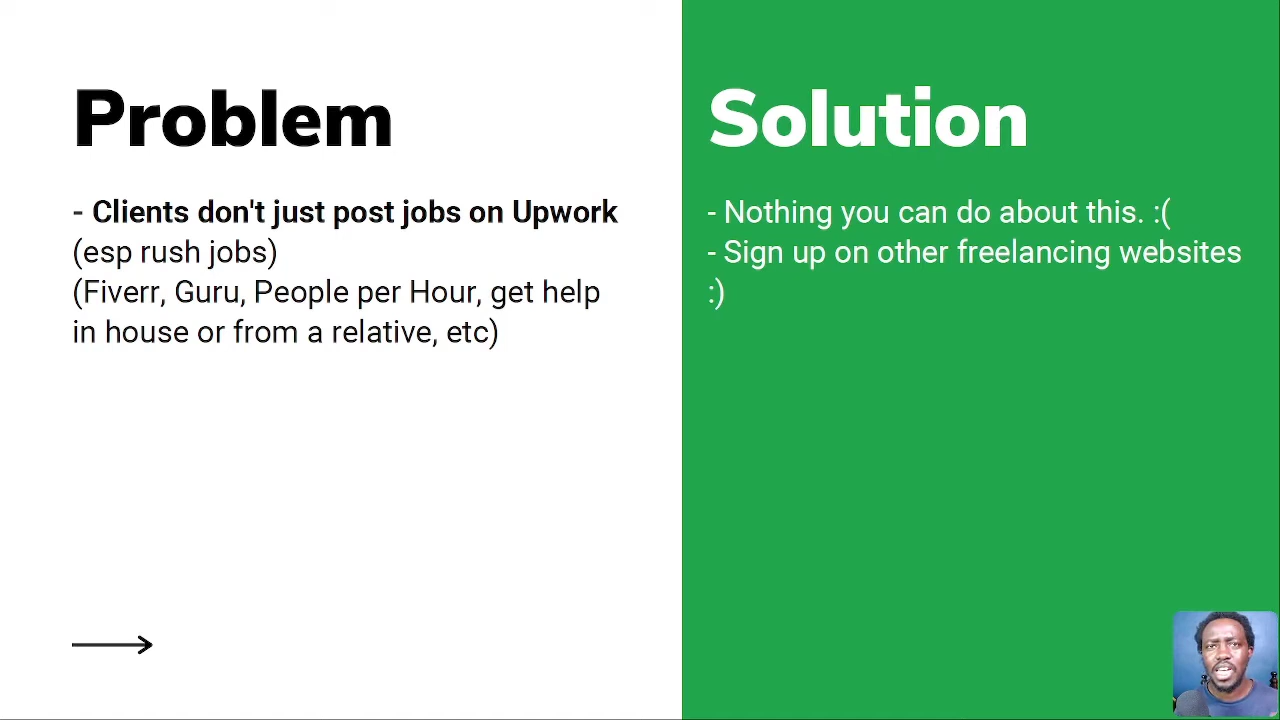 Problem
- Clients don't just post jobs on Upwork
(esp rush jobs)
(Fiverr, Guru, People per Hour, get help
in house or from a relative, etc)
Solution
- Nothing you can do about this. :(
- Sign up on other freelancing websites
:)